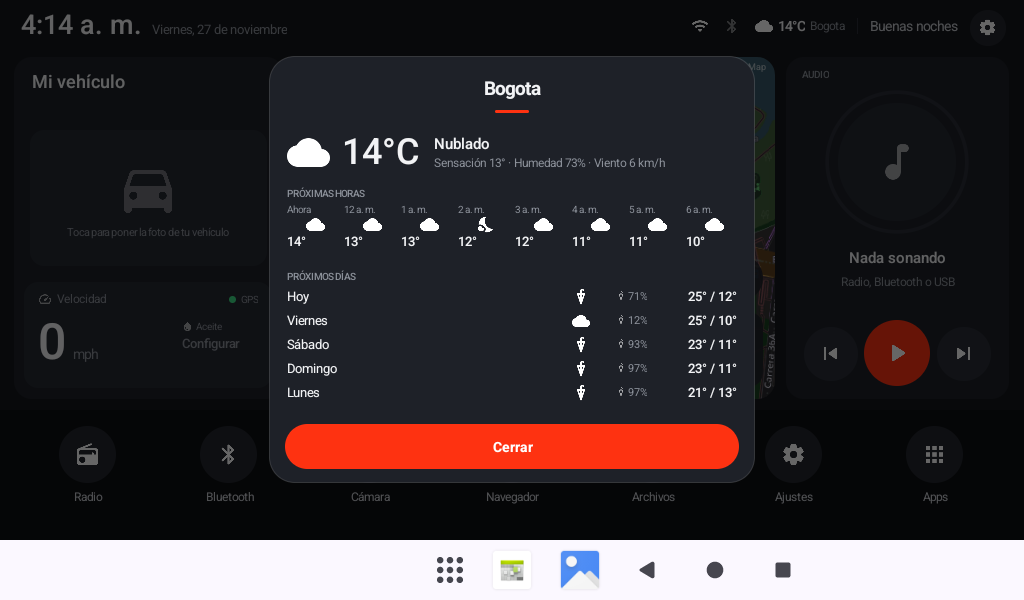 4:14 a. m. Viernes, 27 de noviembre
14°C Bogota Buenas noches
Mi vehículo
Map
AUDIO
Toca para poner la foto de tu vehículo
Velocidad
GPS
0 mph
Aceite
Configurar
Bogota
14°C
Nublado
Sensación 13° · Humedad 73% · Viento 6 km/h
PRÓXIMAS HORAS
Ahora 12 a. m. 1 a. m. 2 a. m. 3 a. m. 4 a. m. 5 a. m. 6 a. m.
14° 13° 13° 12° 12° 11° 11° 10°
PRÓXIMOS DÍAS
Hoy 71% 25° / 12°
Viernes 12% 25° / 10°
Sábado 93% 23° / 11°
Domingo 97% 23° / 11°
Lunes 97% 21° / 13°
Cerrar
Carrera 36A
Nada sonando
Radio, Bluetooth o USB
Radio Bluetooth Cámara Navegador Archivos Ajustes Apps